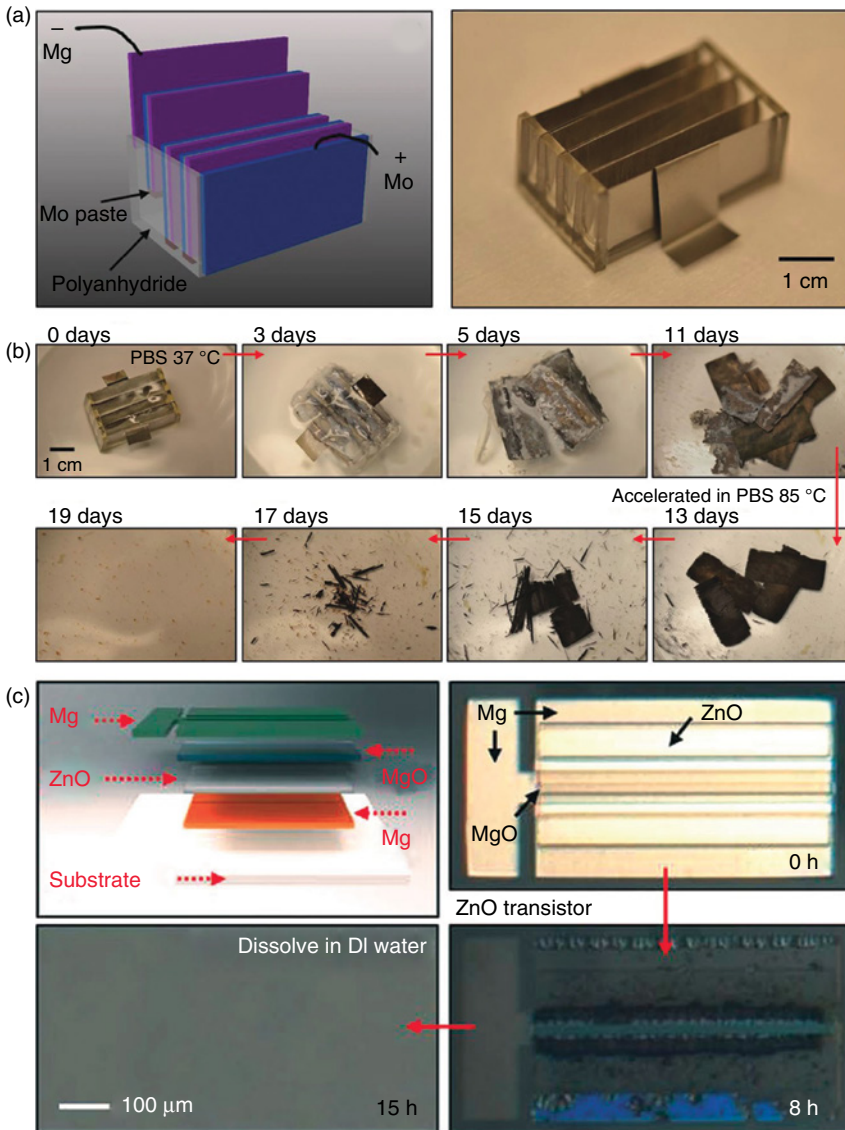 (a)
−
Mg
+
Mo
Mo paste
Polyanhydride
1 cm
(b)
0 days
3 days
5 days
11 days
PBS 37 °C
1 cm
Accelerated in PBS 85 °C
19 days
17 days
15 days
13 days
(c)
Mg
ZnO
MgO
Mg
Substrate
Mg
ZnO
MgO
0 h
ZnO transistor
Dissolve in DI water
100 μm
15 h
8 h